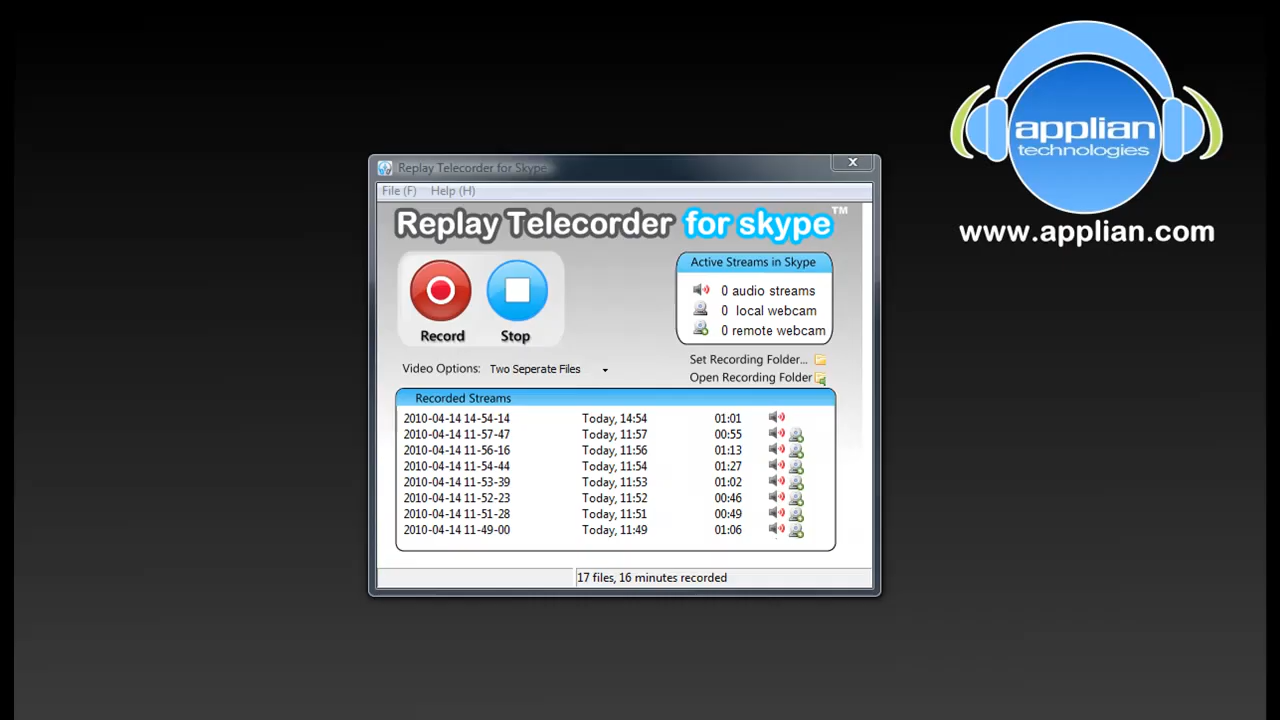 applian
technologies
www.applian.com
Replay Telecorder for Skype
File (F) Help (H)
Replay Telecorder for skype™
Record Stop
Active Streams in Skype
0 audio streams
0 local webcam
0 remote webcam
Set Recording Folder...
Open Recording Folder
Video Options: Two Seperate Files
Recorded Streams
2010-04-14 14-54-14 Today, 14:54 01:01
2010-04-14 11-57-47 Today, 11:57 00:55
2010-04-14 11-56-16 Today, 11:56 01:13
2010-04-14 11-54-44 Today, 11:54 01:27
2010-04-14 11-53-39 Today, 11:53 01:02
2010-04-14 11-52-23 Today, 11:52 00:46
2010-04-14 11-51-28 Today, 11:51 00:49
2010-04-14 11-49-00 Today, 11:49 01:06
17 files, 16 minutes recorded